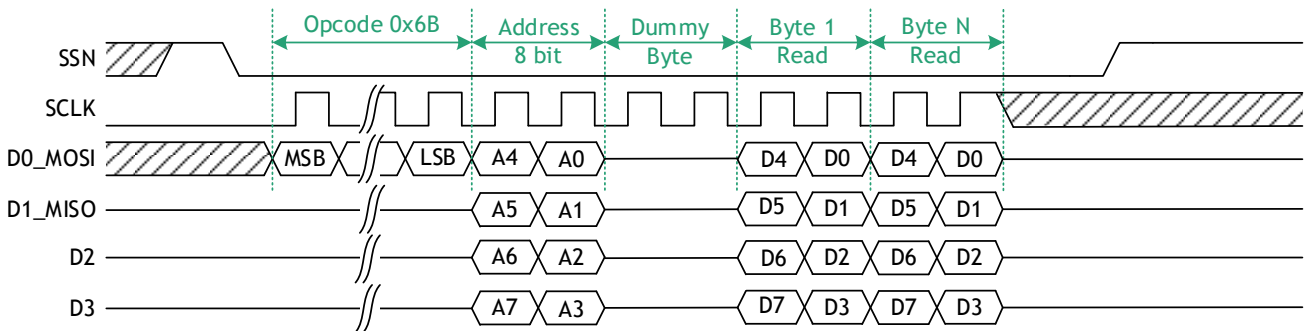 Opcode 0x6B Address Dummy Byte 1 Byte N
8 bit Byte Read Read
SSN
SCLK
D0_MOSI MSB LSB A4 A0 D4 D0 D4 D0
D1_MISO A5 A1 D5 D1 D5 D1
D2 A6 A2 D6 D2 D6 D2
D3 A7 A3 D7 D3 D7 D3